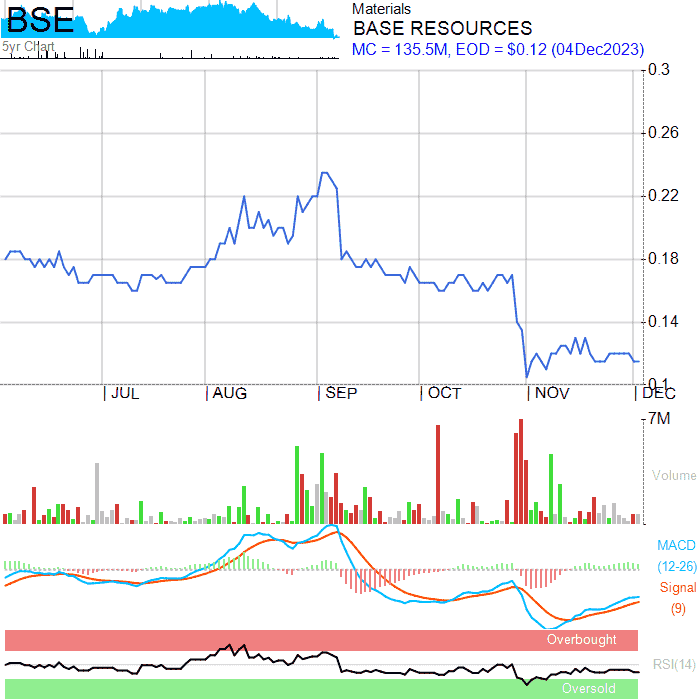 BSE
5yr Chart
Materials
BASE RESOURCES
MC = 135.5M, EOD = $0.12 (04Dec2023)
0.3
0.26
0.22
0.18
0.14
0.1
JUL AUG SEP OCT NOV DEC
7M
Volume
MACD
(12-26)
Signal
(9)
Overbought
RSI(14)
Oversold